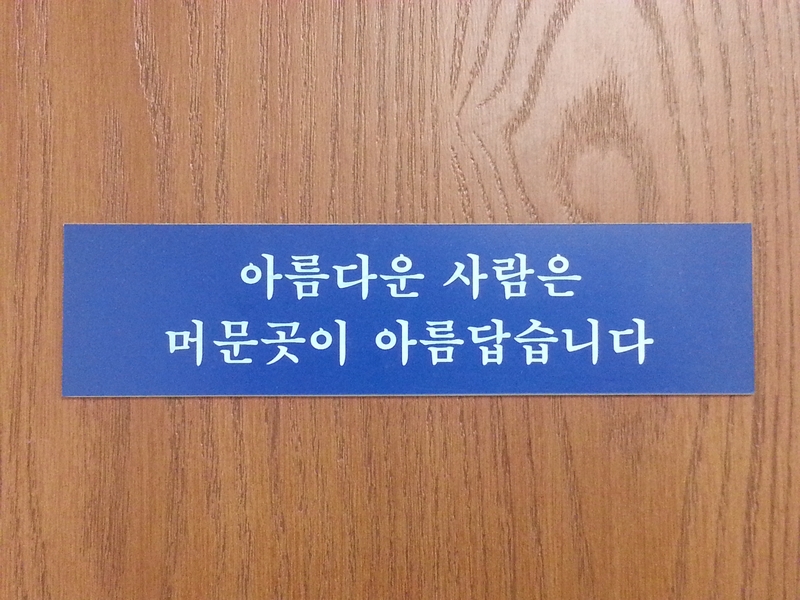 아름다운 사람은
머문곳이 아름답습니다